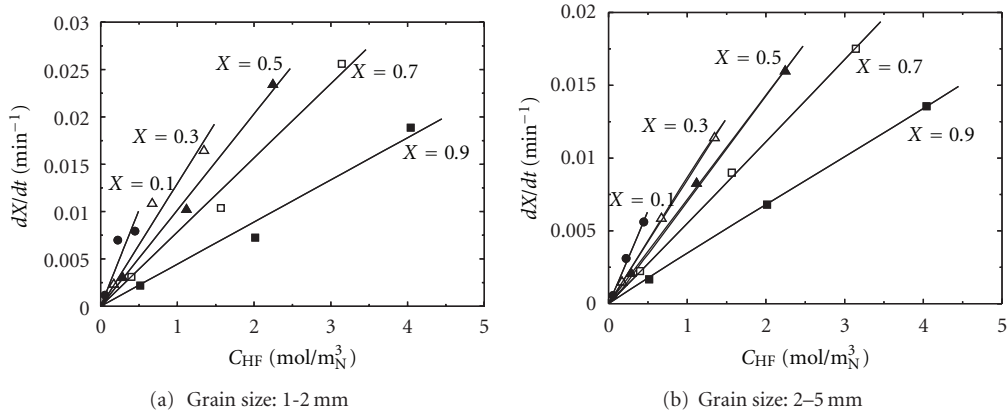 0.03
0.025
0.02
0.015
0.01
0.005
0
dX/dt (min⁻¹)
X = 0.5
X = 0.7
X = 0.3
X = 0.9
X = 0.1
0 1 2 3 4 5
C_HF (mol/m³_N)
(a) Grain size: 1-2 mm
0.02
0.015
0.01
0.005
0
dX/dt (min⁻¹)
X = 0.5
X = 0.7
X = 0.3
X = 0.9
X = 0.1
0 1 2 3 4 5
C_HF (mol/m³_N)
(b) Grain size: 2–5 mm